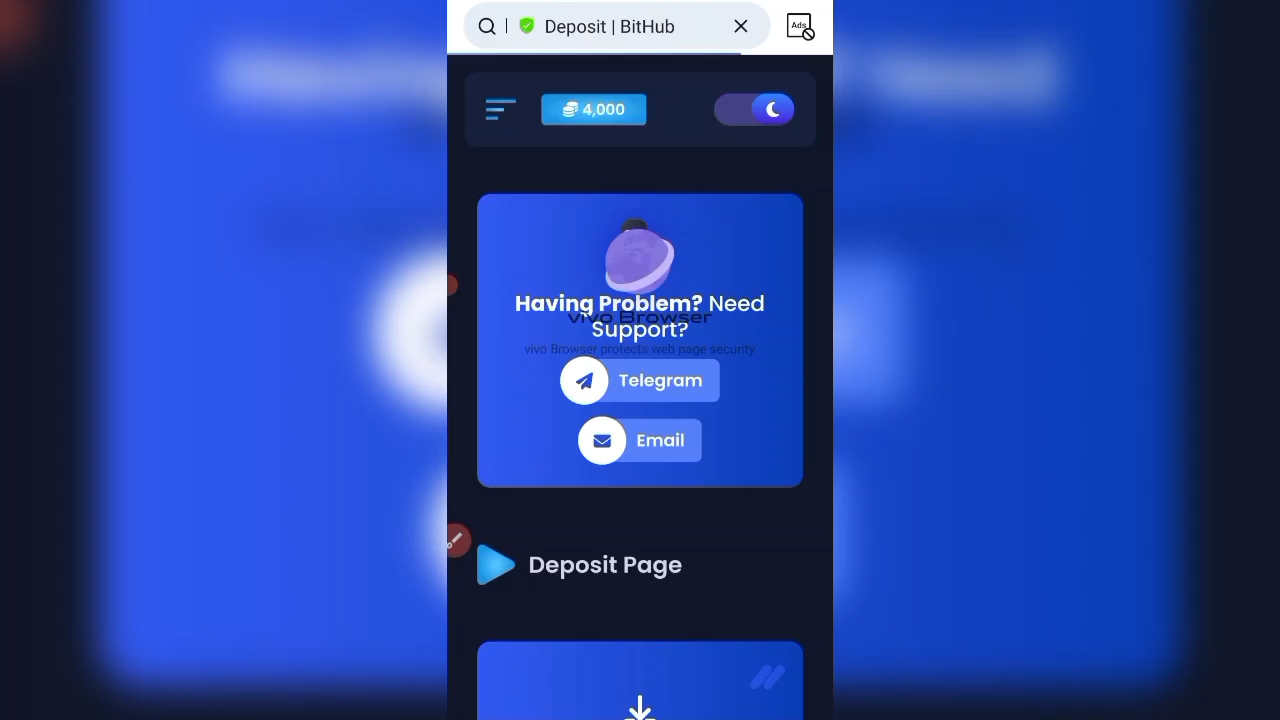 Deposit | BitHub
Ads
4,000
Having Problem? Need
Support?
vivo Browser
vivo Browser protects web page security
Telegram
Email
Deposit Page